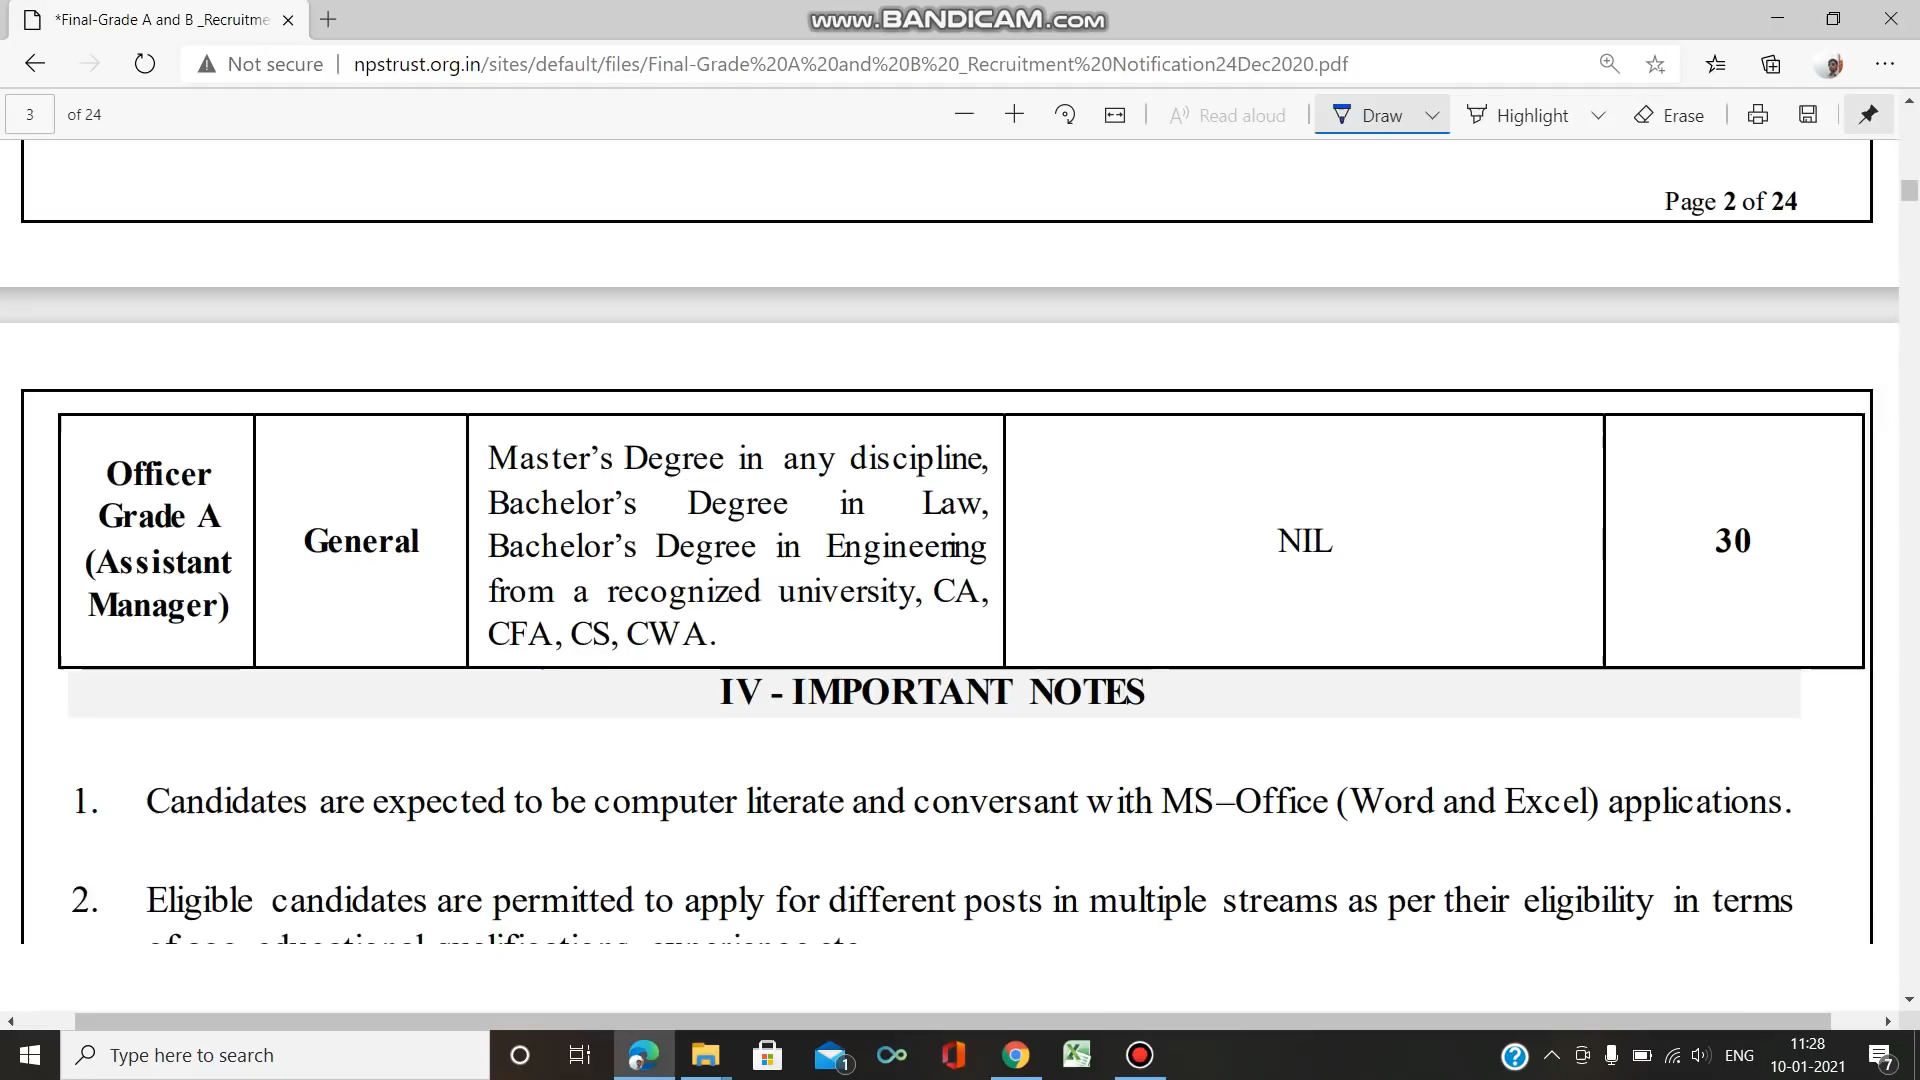 *Final-Grade A and B _Recruitme
www.BANDICAM.com
Not secure
npstrust.org.in/sites/default/files/Final-Grade%20A%20and%20B%20_Recruitment%20Notification24Dec2020.pdf
3 of 24
Read aloud
Draw
Highlight
Erase
Page 2 of 24
Officer
Grade A
(Assistant
Manager)
General
Master’s Degree in any discipline,
Bachelor’s Degree in Law,
Bachelor’s Degree in Engineering
from a recognized university, CA,
CFA, CS, CWA.
NIL
30
IV - IMPORTANT NOTES
1. Candidates are expected to be computer literate and conversant with MS–Office (Word and Excel) applications.
2. Eligible candidates are permitted to apply for different posts in multiple streams as per their eligibility in terms
Type here to search
1
ENG
11:28
10-01-2021
7